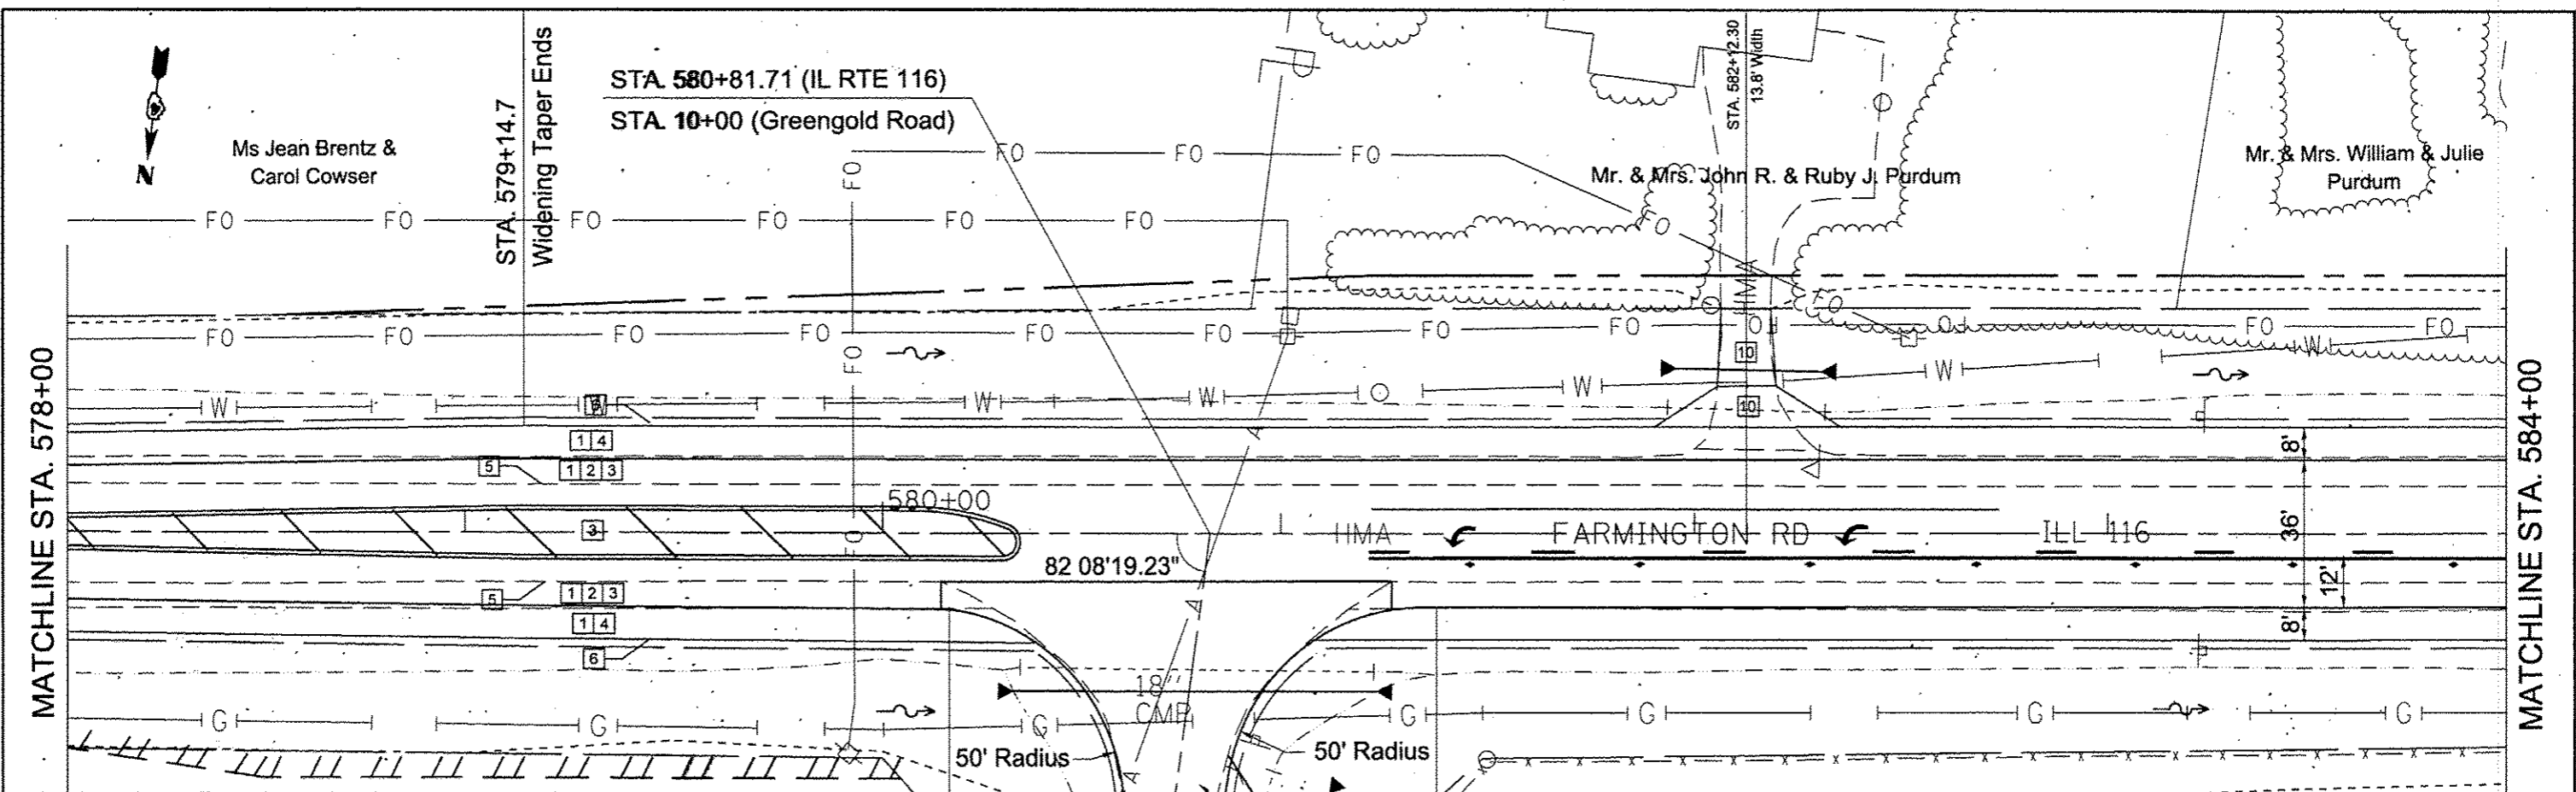 MATCHLINE STA. 578+00
N
Ms Jean Brentz &
Carol Cowser
STA. 579+14.7
Widening Taper Ends
STA. 580+81.71 (IL RTE 116)
STA. 10+00 (Greengold Road)
STA. 582+12.30
13.8' Width
Mr. & Mrs. John R. & Ruby J. Purdum
Mr. & Mrs. William & Julie
Purdum
FO FO FO
FO
FO FO FO FO FO FO
FO
HMA
FO
FO FO FO FO FO FO FO FO FO FO
FO
10
W W W W W W
10
1 4
5
1 2 3
8'
580+00
3
FO
HMA FARMINGTON RD ILL 116
36'
82 08'19.23"
12'
5
1 2 3
A
A
1 4
8'
6
18"
CMP
G G G G G G G
50' Radius
50' Radius
A
MATCHLINE STA. 584+00